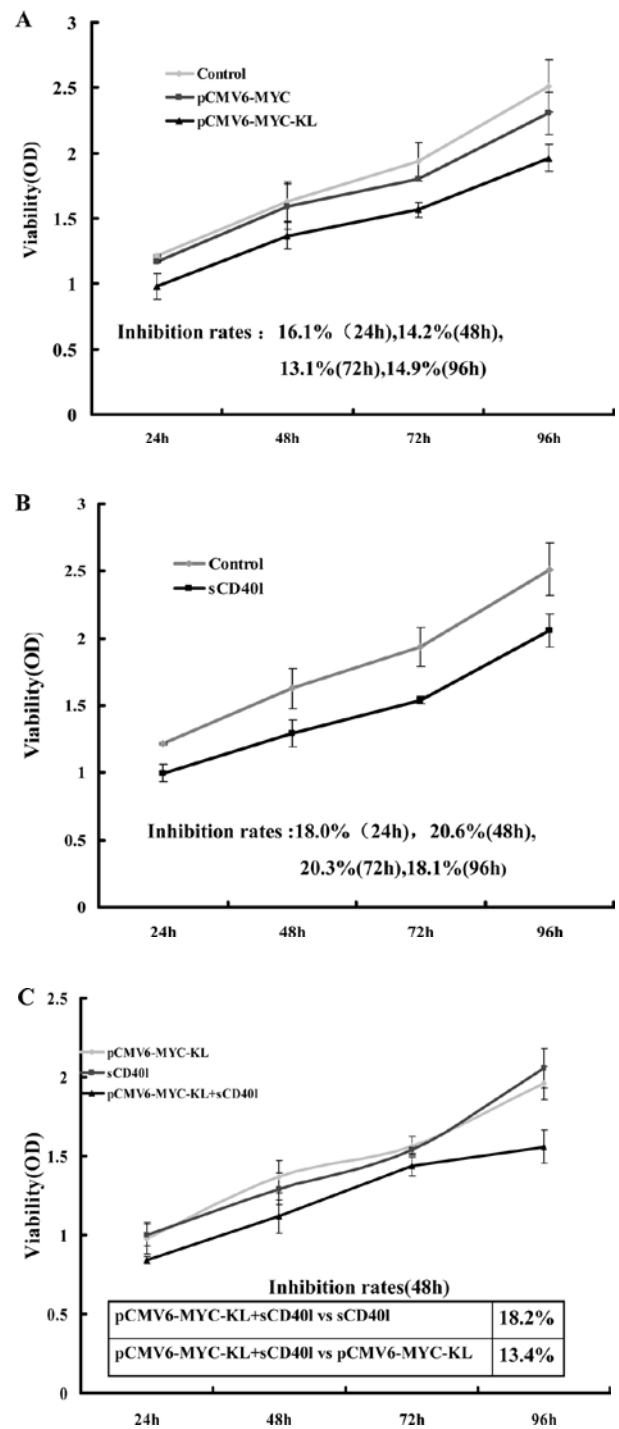 A
3
Control
pCMV6-MYC
pCMV6-MYC-KL
2.5
2
1.5
1
0.5
0
Viability(OD)
Inhibition rates : 16.1% （24h),14.2%(48h),
13.1%(72h),14.9%(96h)
24h 48h 72h 96h
B
3
Control
sCD40l
2.5
2
1.5
1
0.5
0
Viability(OD)
Inhibition rates :18.0% （24h)， 20.6%(48h),
20.3%(72h),18.1%(96h)
24h 48h 72h 96h
C
2.5
pCMV6-MYC-KL
sCD40l
pCMV6-MYC-KL+sCD40l
2
1.5
1
0.5
0
Viability(OD)
Inhibition rates(48h)
pCMV6-MYC-KL+sCD40l vs sCD40l 18.2%
pCMV6-MYC-KL+sCD40l vs pCMV6-MYC-KL 13.4%
24h 48h 72h 96h